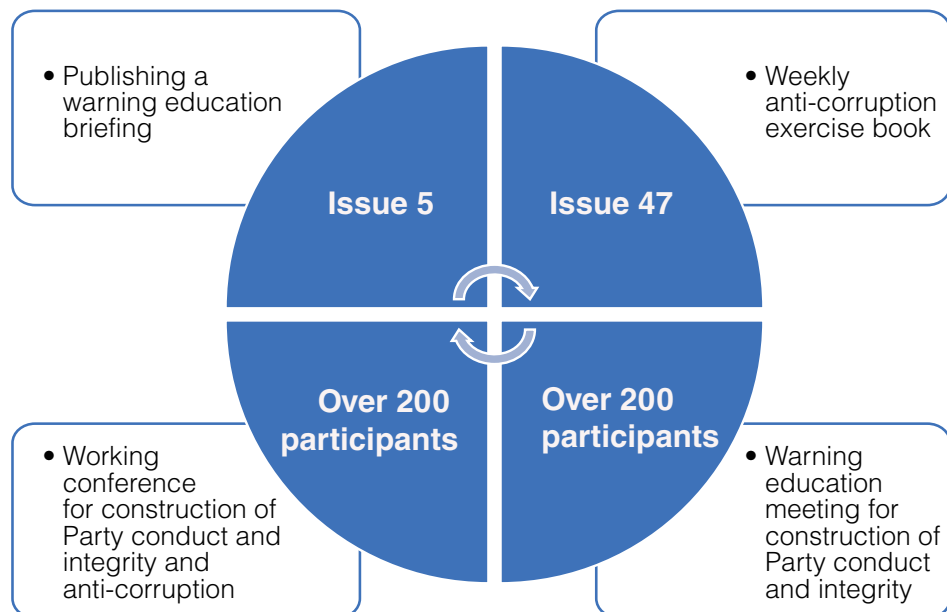 • Publishing a
warning education
briefing
Issue 5
Issue 47
• Weekly
anti-corruption
exercise book
• Working
conference
for construction of
Party conduct and
integrity and
anti-corruption
Over 200
participants
Over 200
participants
• Warning
education
meeting for
construction of
Party conduct
and integrity